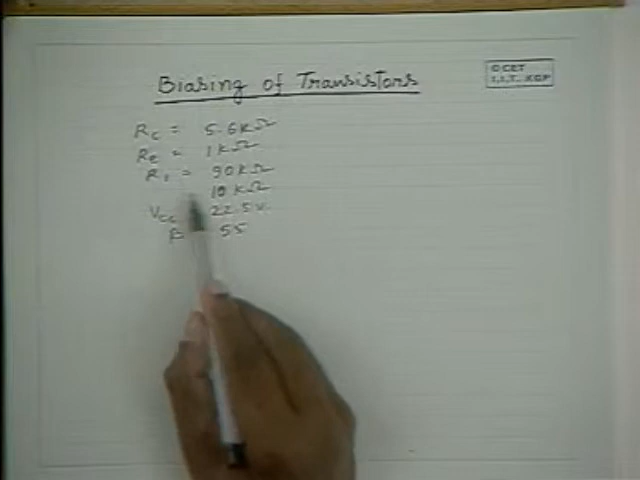 Biasing of Transistors
© CET
I.I.T. KGP
Rc = 5.6 KΩ
Re = 1 KΩ
R1 = 90 KΩ
10 KΩ
Vcc 22.5 V.
β 55